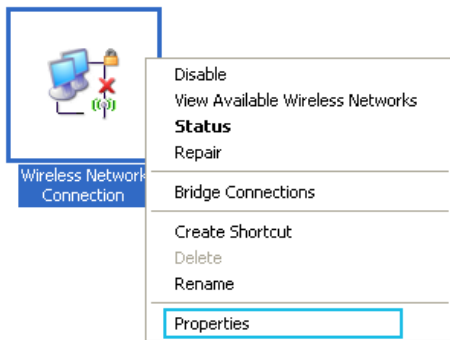 Wireless Network
Connection
Disable
View Available Wireless Networks
Status
Repair
Bridge Connections
Create Shortcut
Delete
Rename
Properties